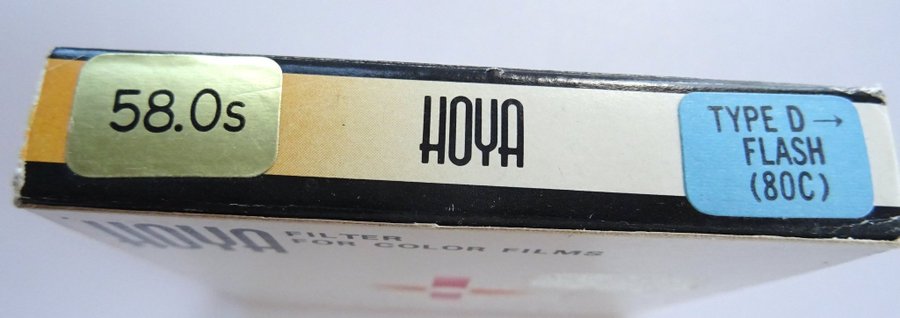 58.0s
HOYA
TYPE D →
FLASH
(80C)
HOYA FILTER
FOR COLOR FILMS